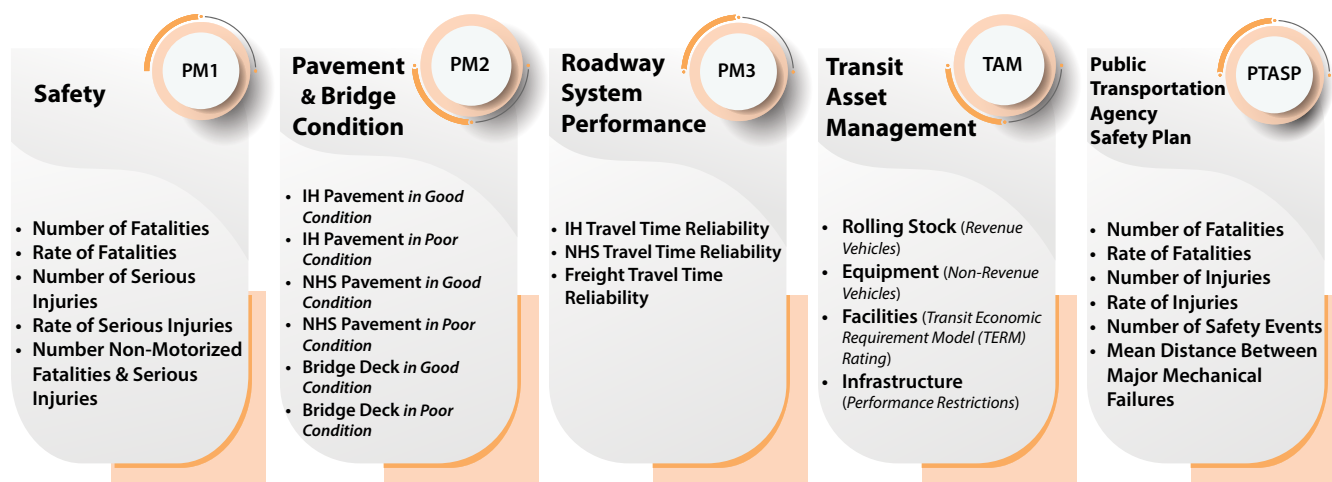 Safety
PM1
• Number of Fatalities
• Rate of Fatalities
• Number of Serious
Injuries
• Rate of Serious Injuries
• Number Non-Motorized
Fatalities & Serious
Injuries
Pavement
& Bridge
Condition
PM2
• IH Pavement in Good
Condition
• IH Pavement in Poor
Condition
• NHS Pavement in Good
Condition
• NHS Pavement in Poor
Condition
• Bridge Deck in Good
Condition
• Bridge Deck in Poor
Condition
Roadway
System
Performance
PM3
• IH Travel Time Reliability
• NHS Travel Time Reliability
• Freight Travel Time
Reliability
Transit
Asset
Management
TAM
• Rolling Stock (Revenue
Vehicles)
• Equipment (Non-Revenue
Vehicles)
• Facilities (Transit Economic
Requirement Model (TERM)
Rating)
• Infrastructure
(Performance Restrictions)
Public
Transportation
Agency
Safety Plan
PTASP
• Number of Fatalities
• Rate of Fatalities
• Number of Injuries
• Rate of Injuries
• Number of Safety Events
• Mean Distance Between
Major Mechanical
Failures